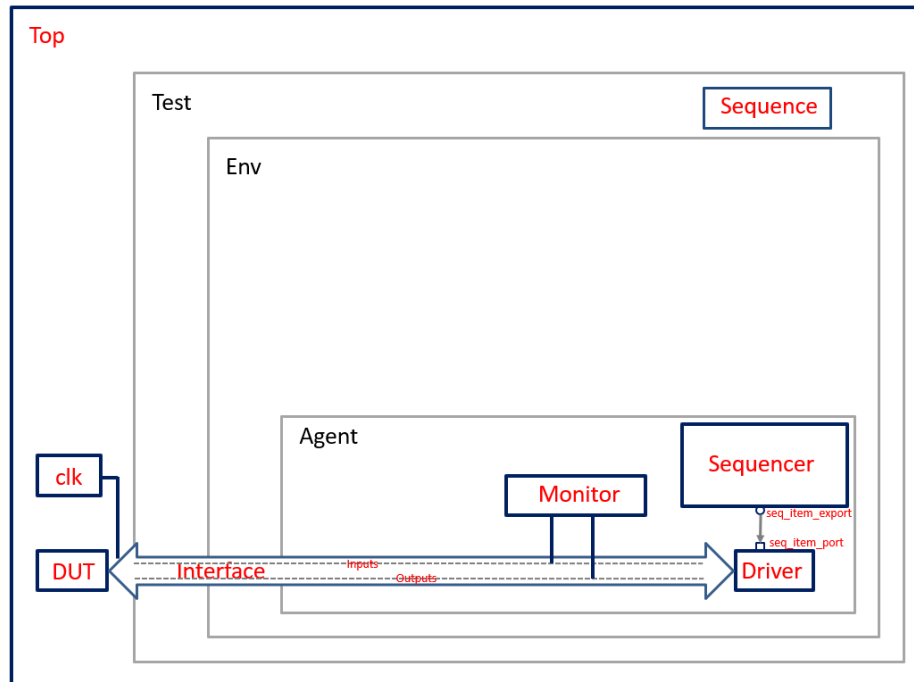 Top
Test
Sequence
Env
Agent
Sequencer
clk
Monitor
seq_item_export
seq_item_port
DUT
Interface
Inputs
Outputs
Driver